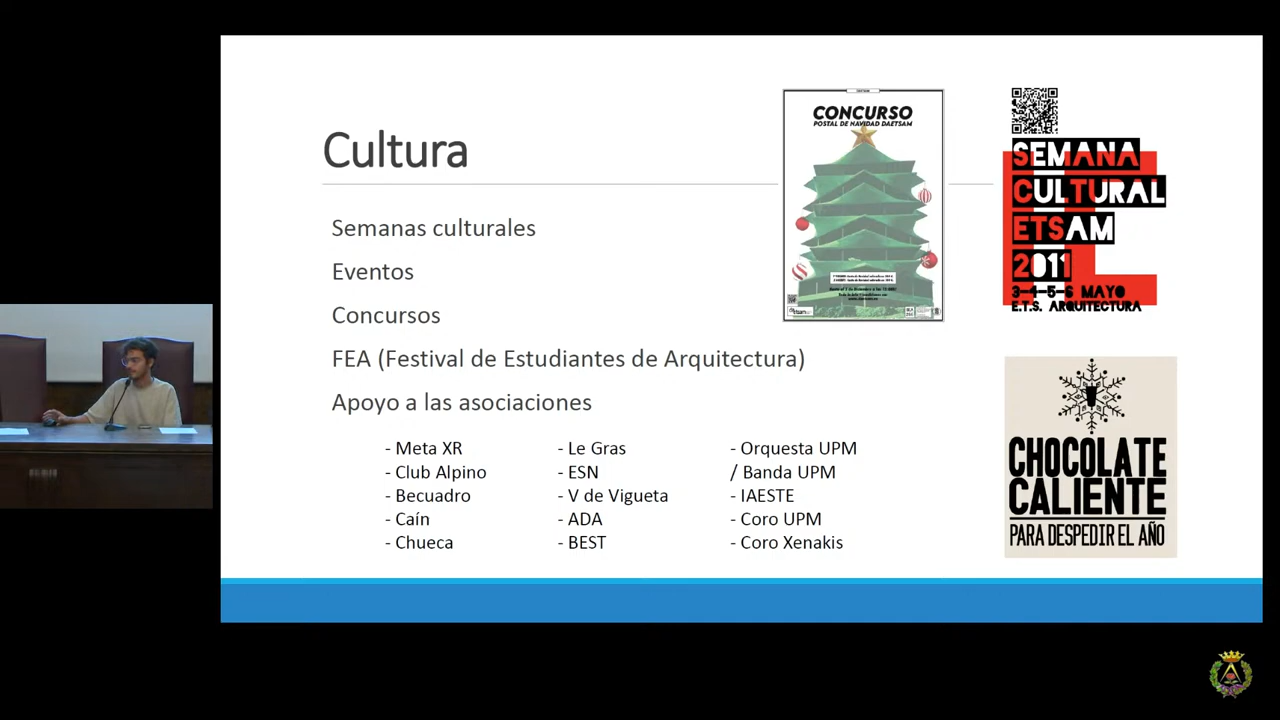 Cultura
Semanas culturales
Eventos
Concursos
FEA (Festival de Estudiantes de Arquitectura)
Apoyo a las asociaciones
- Meta XR
- Club Alpino
- Becuadro
- Caín
- Chueca
- Le Gras
- ESN
- V de Vigueta
- ADA
- BEST
- Orquesta UPM
/ Banda UPM
- IAESTE
- Coro UPM
- Coro Xenakis
CONCURSO
POSTAL DE NAVIDAD DAETSAM
SEMANA
CULTURAL
ETSAM
2011
3-4-5-6 MAYO
E.T.S. ARQUITECTURA
CHOCOLATE
CALIENTE
PARA DESPEDIR EL AÑO